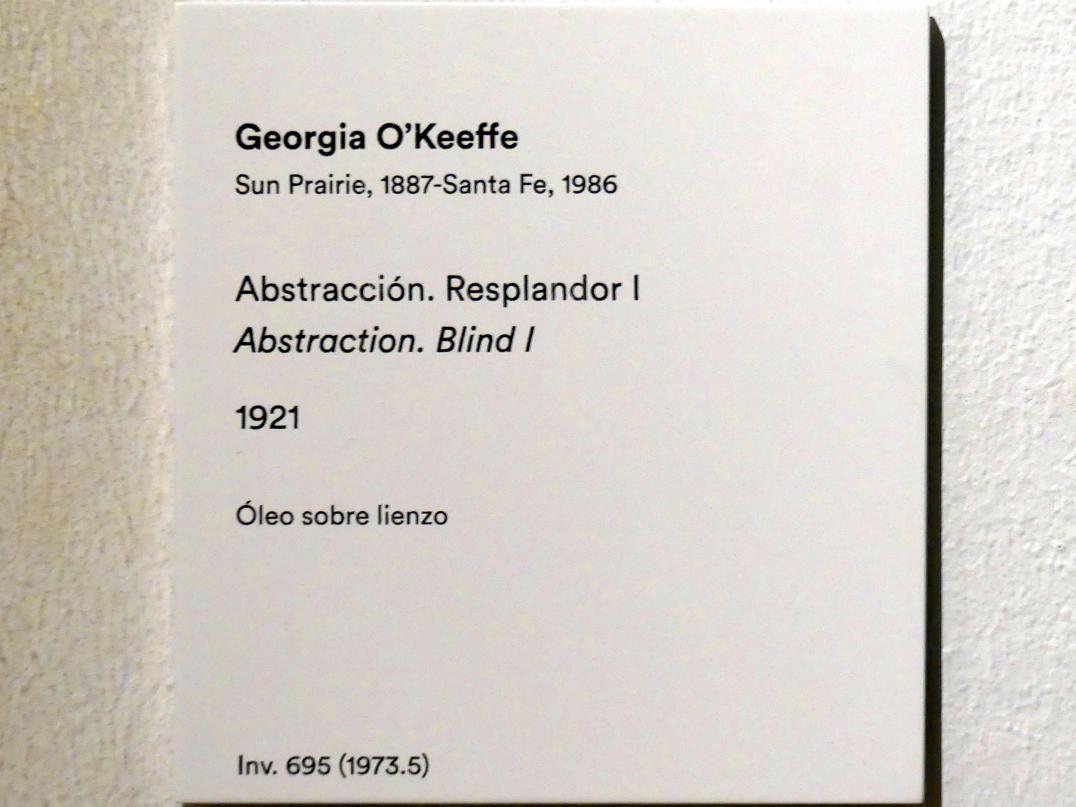 Georgia O'Keeffe
Sun Prairie, 1887-Santa Fe, 1986
Abstracción. Resplandor I
Abstraction. Blind I
1921
Óleo sobre lienzo
Inv. 695 (1973.5)